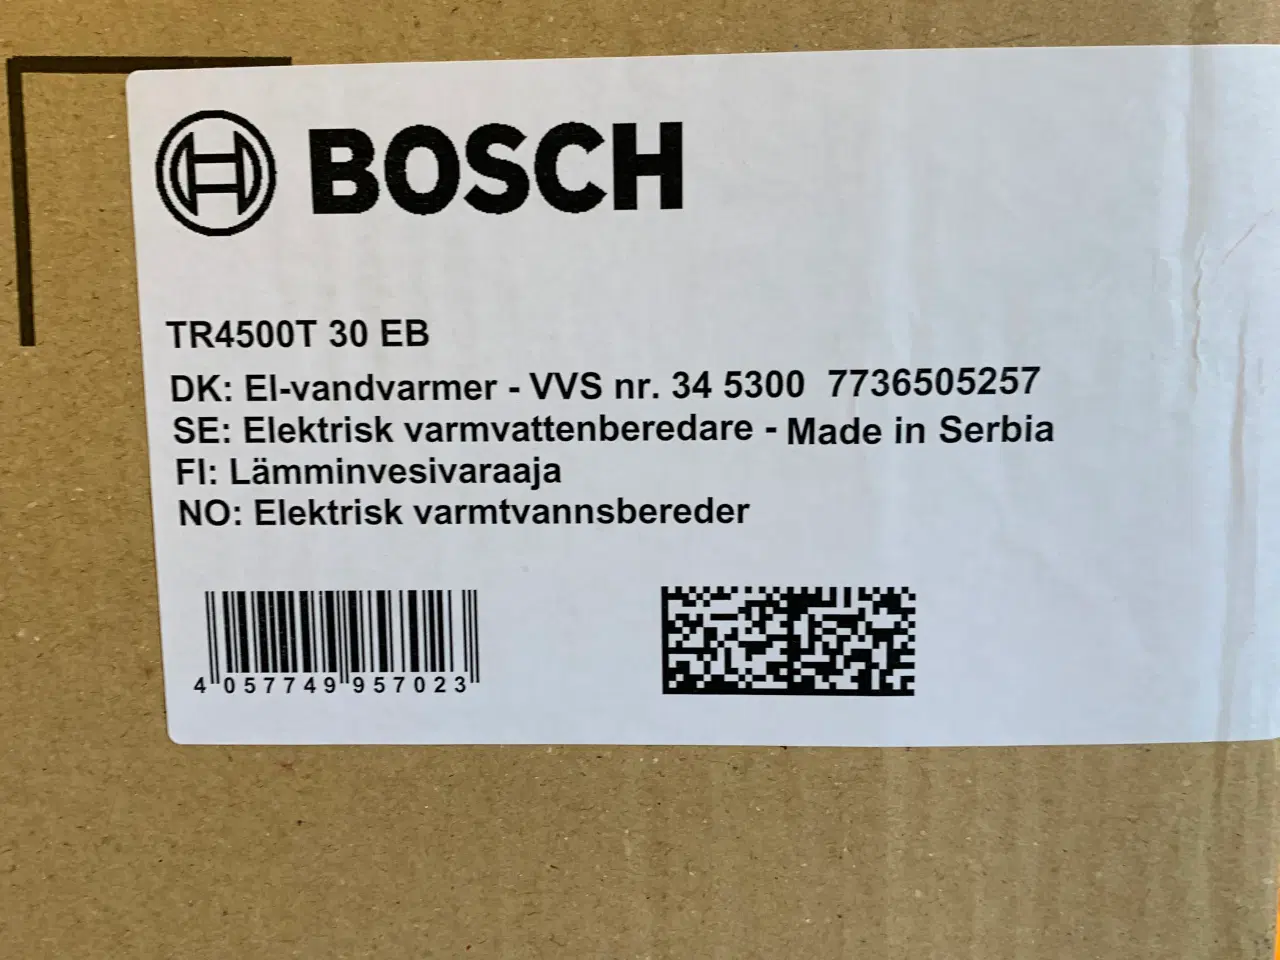 BOSCH
TR4500T 30 EB
DK: El-vandvarmer - VVS nr. 34 5300 7736505257
SE: Elektrisk varmvattenberedare - Made in Serbia
FI: Lämminvesivaraaja
NO: Elektrisk varmtvannsbereder
4 057749 957023